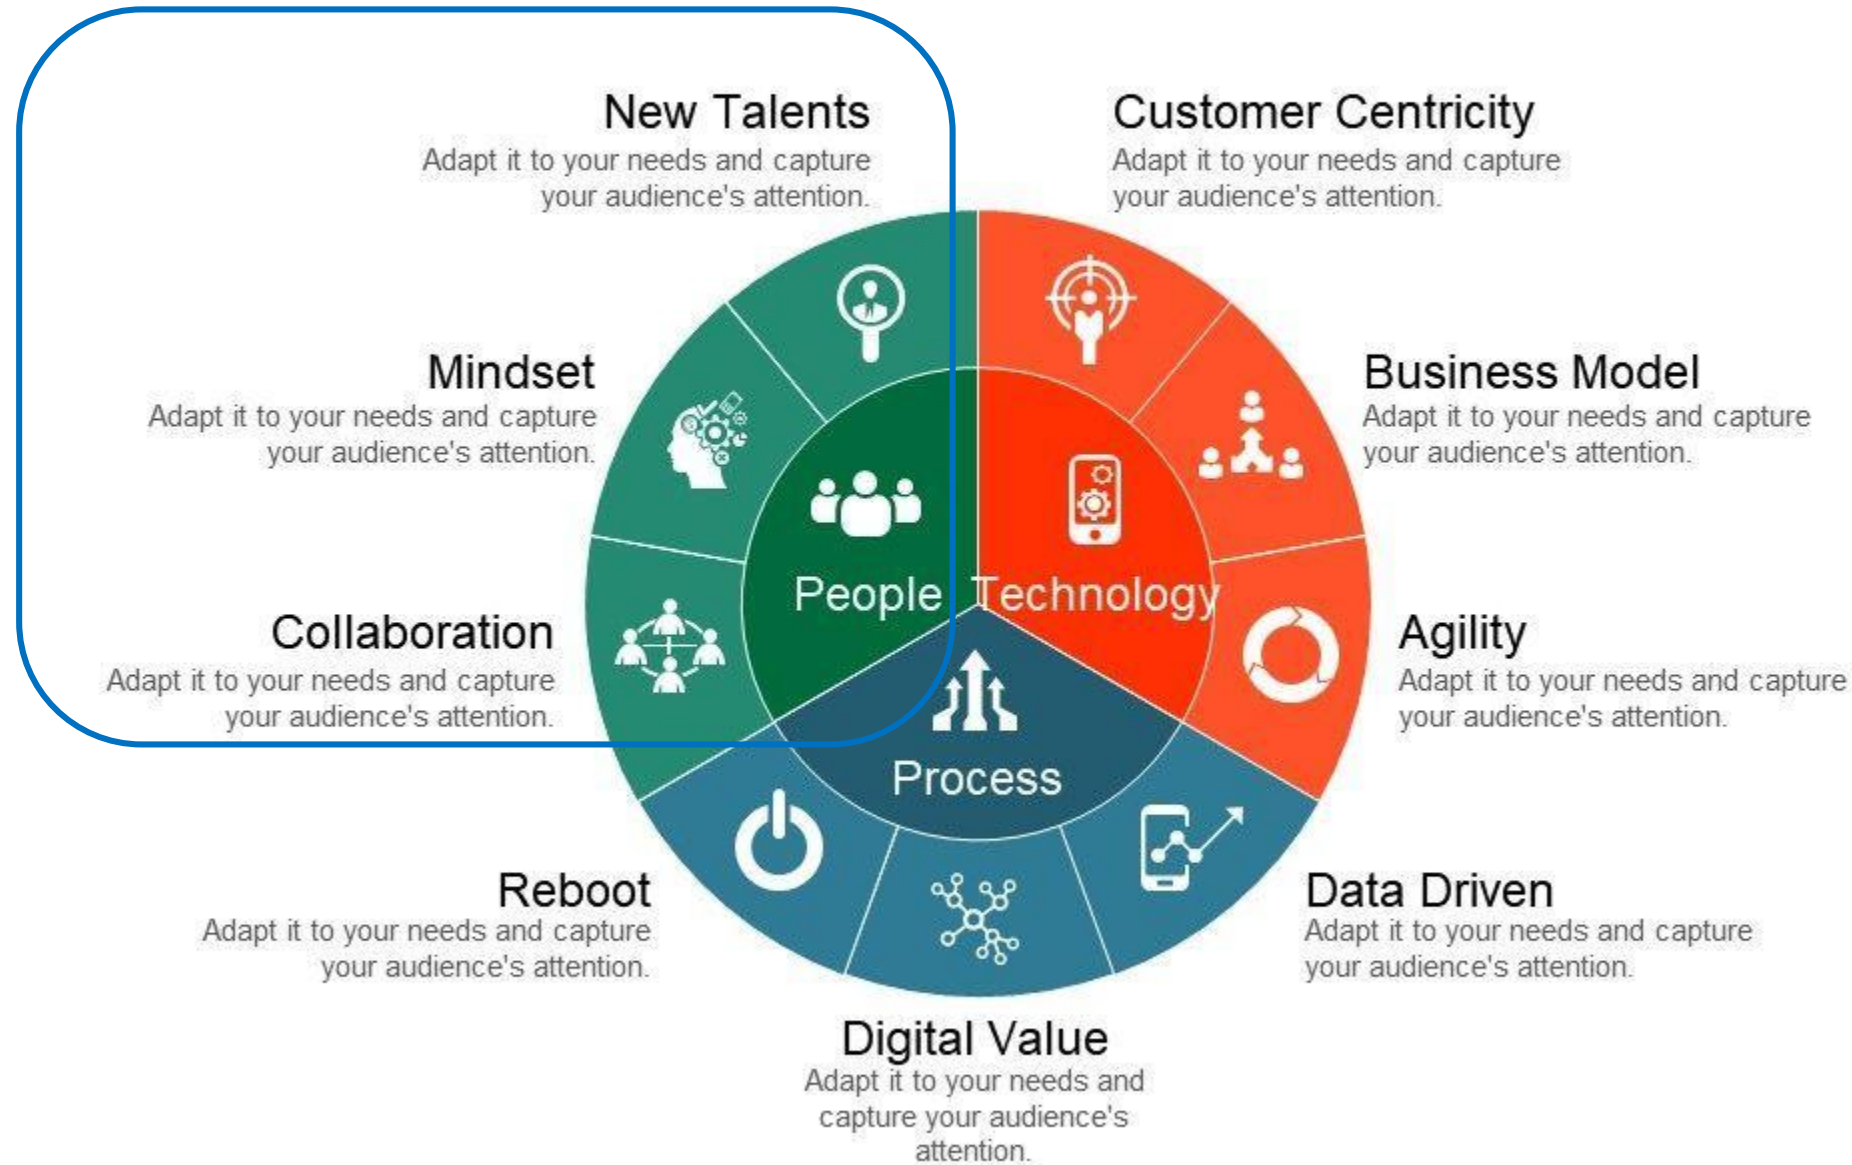 New Talents
Adapt it to your needs and capture
your audience's attention.
Customer Centricity
Adapt it to your needs and capture
your audience's attention.
Mindset
Adapt it to your needs and capture
your audience's attention.
Business Model
Adapt it to your needs and capture
your audience's attention.
People
Technology
Collaboration
Adapt it to your needs and capture
your audience's attention.
Agility
Adapt it to your needs and capture
your audience's attention.
Process
Reboot
Adapt it to your needs and capture
your audience's attention.
Data Driven
Adapt it to your needs and capture
your audience's attention.
Digital Value
Adapt it to your needs and
capture your audience's
attention.